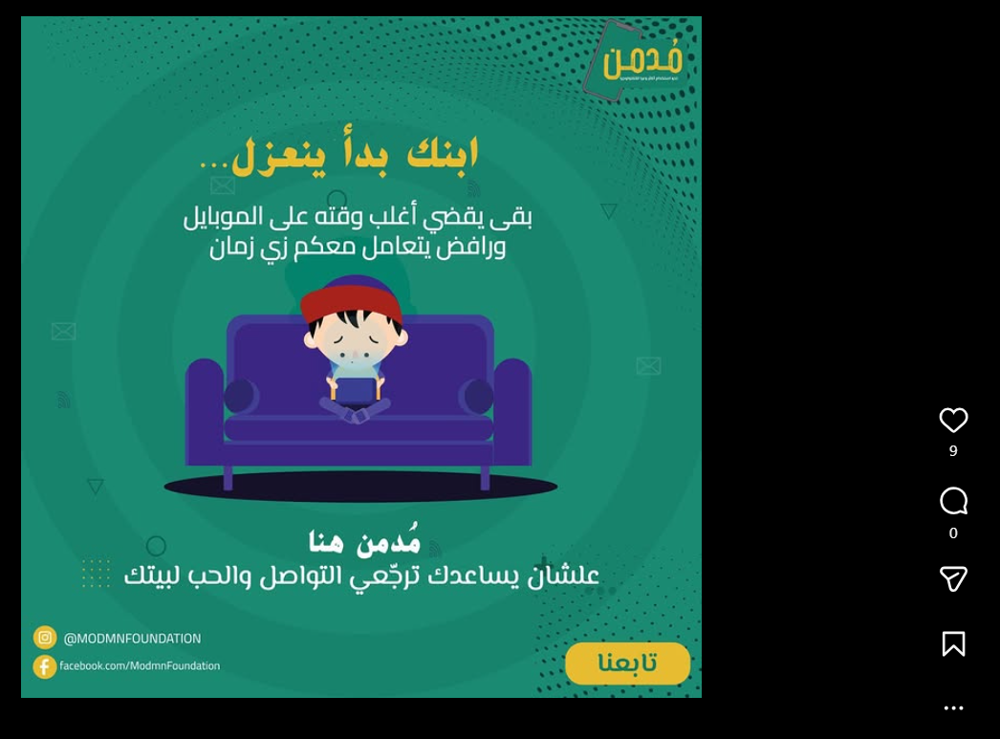 مُدمن
ابنك بدأ ينعزل...
بقى يقضي أغلب وقته على الموبايل
ورافض يتعامل معكم زي زمان
مُدمن هنا
علشان يساعدك ترجّعي التواصل والحب لبيتك
@MODMNFOUNDATION
facebook.com/ModmnFoundation
تابعنا
9
0